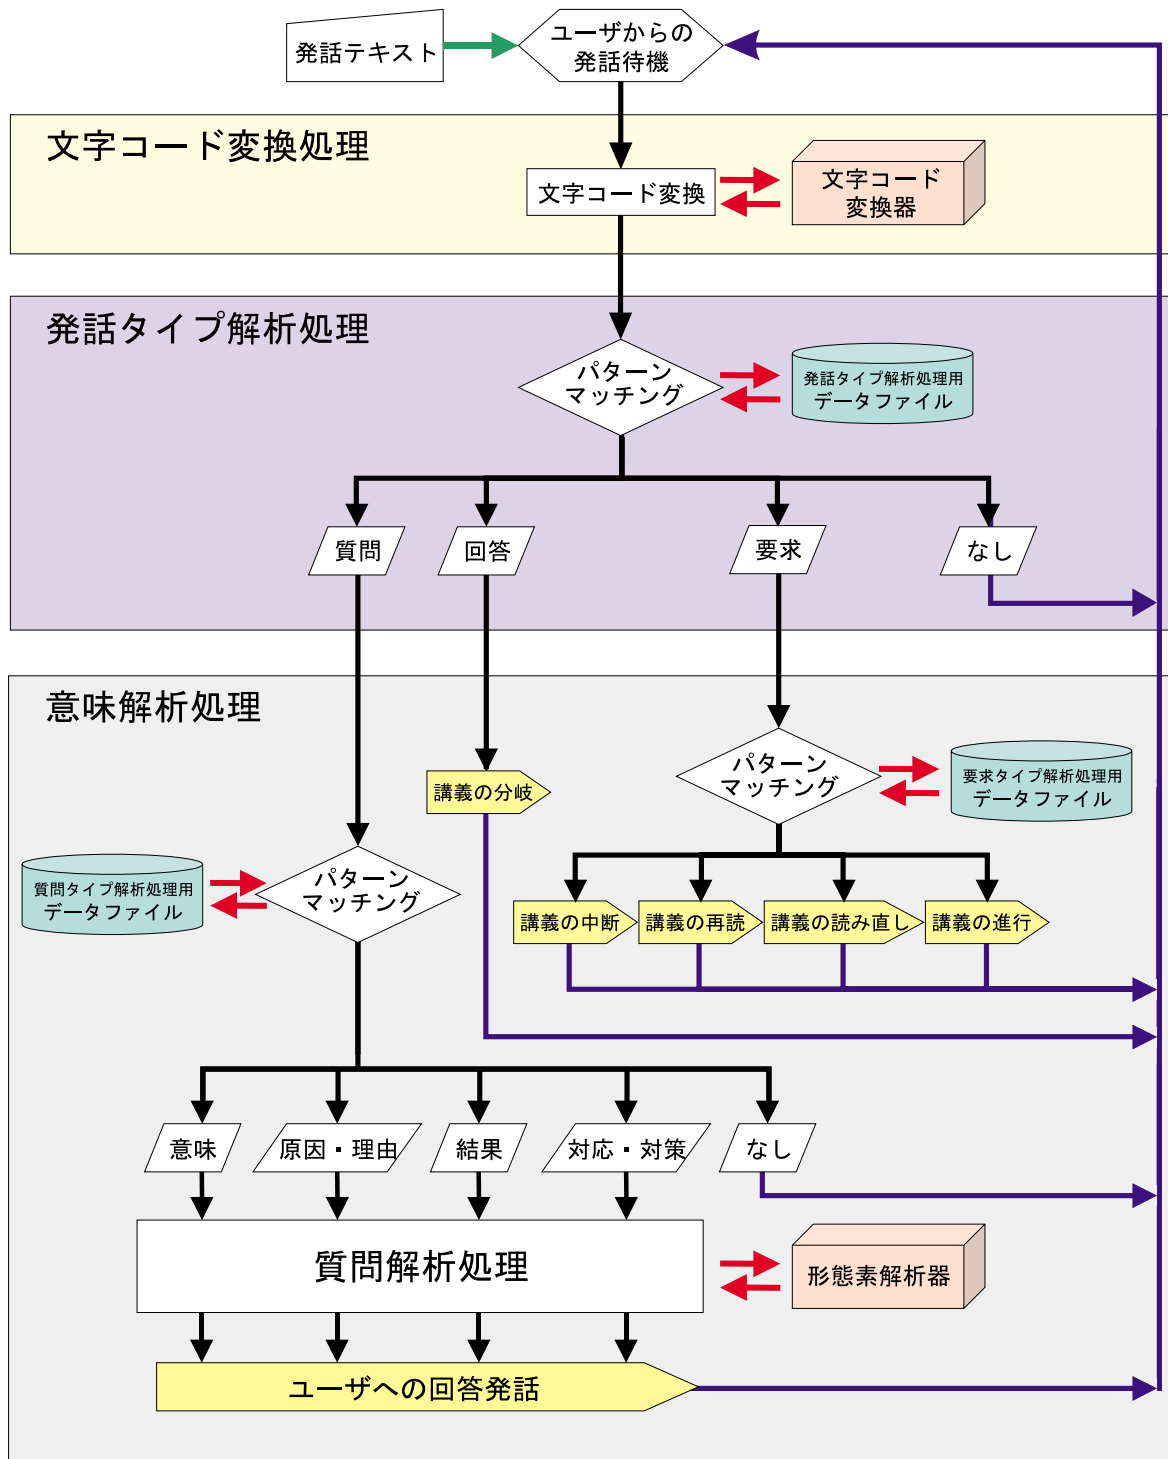 発話テキスト
ユーザからの
発話待機
文字コード変換処理
文字コード変換
文字コード
変換器
発話タイプ解析処理
パターン
マッチング
発話タイプ解析処理用
データファイル
質問
回答
要求
なし
意味解析処理
パターン
マッチング
要求タイプ解析処理用
データファイル
講義の分岐
質問タイプ解析処理用
データファイル
パターン
マッチング
講義の中断
講義の再読
講義の読み直し
講義の進行
意味
原因・理由
結果
対応・対策
なし
質問解析処理
形態素解析器
ユーザへの回答発話